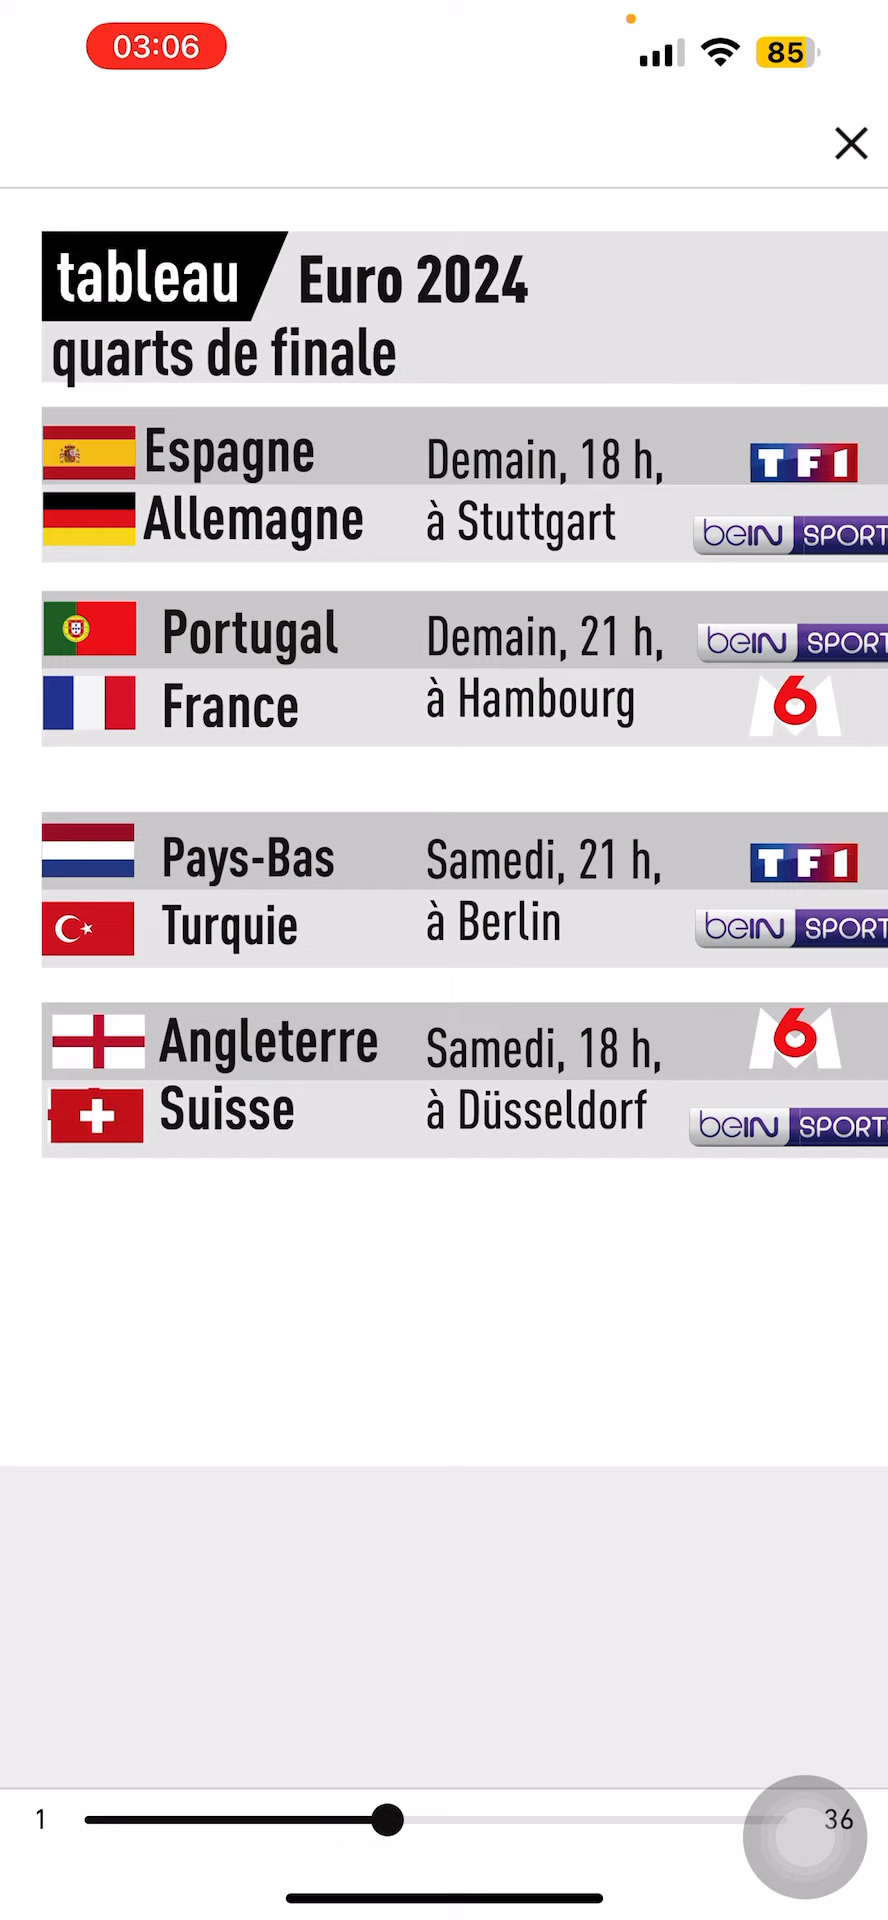 03:06
85
tableau Euro 2024
quarts de finale
Espagne Demain, 18 h, TF1
Allemagne à Stuttgart beIN SPORT
Portugal Demain, 21 h, beIN SPORT
France à Hambourg M6
Pays-Bas Samedi, 21 h, TF1
Turquie à Berlin beIN SPORT
Angleterre Samedi, 18 h, M6
Suisse à Düsseldorf beIN SPORT
1 36